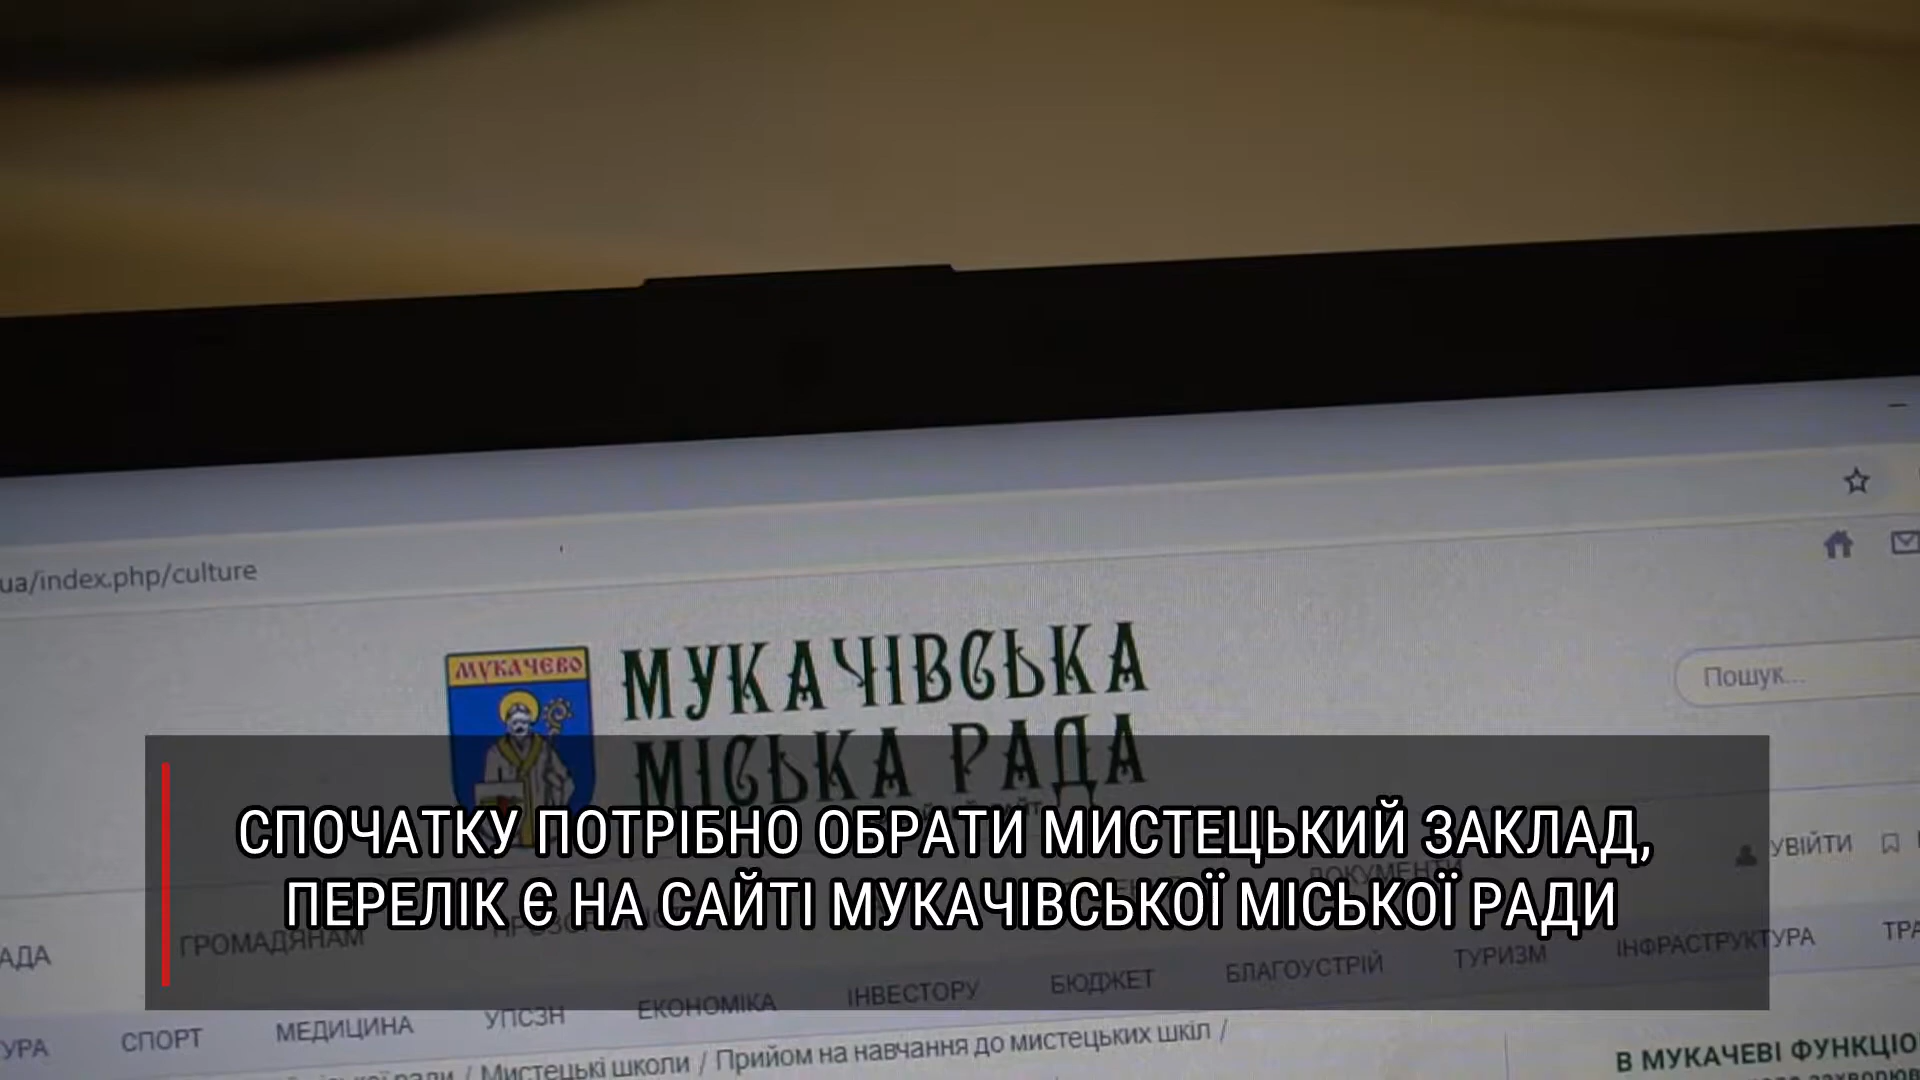 ua/index.php/culture
МУКАЧЕВО
МУКАЧІВСЬКА
МІСЬКА РАДА
Пошук...
СПОЧАТКУ ПОТРІБНО ОБРАТИ МИСТЕЦЬКИЙ ЗАКЛАД,
ПЕРЕЛІК Є НА САЙТІ МУКАЧІВСЬКОЇ МІСЬКОЇ РАДИ
УВІЙТИ
ДОКУМЕНТИ
АДА ГРОМАДЯНАМ
УРА СПОРТ МЕДИЦИНА УПСЗН ЕКОНОМІКА ІНВЕСТОРУ БЮДЖЕТ БЛАГОУСТРІЙ ТУРИЗМ ІНФРАСТРУКТУРА ТРА
ради / Мистецькі школи / Прийом на навчання до мистецьких шкіл /
В МУКАЧЕВІ ФУНКЦІО